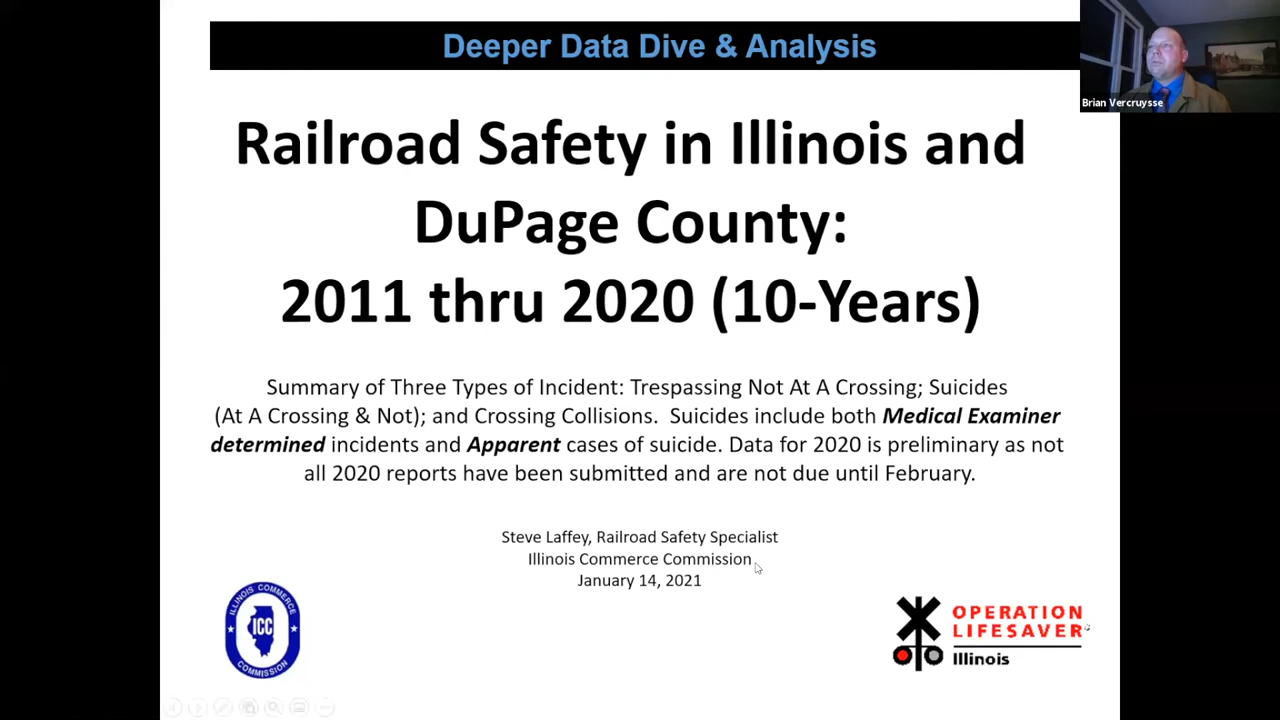 Deeper Data Dive & Analysis
Brian Vercruysse
Railroad Safety in Illinois and
DuPage County:
2011 thru 2020 (10-Years)
Summary of Three Types of Incident: Trespassing Not At A Crossing; Suicides
(At A Crossing & Not); and Crossing Collisions.  Suicides include both Medical Examiner
determined incidents and Apparent cases of suicide. Data for 2020 is preliminary as not
all 2020 reports have been submitted and are not due until February.
Steve Laffey, Railroad Safety Specialist
Illinois Commerce Commission
January 14, 2021
ILLINOIS COMMERCE
ICC
COMMISSION
OPERATION
LIFESAVER
Illinois